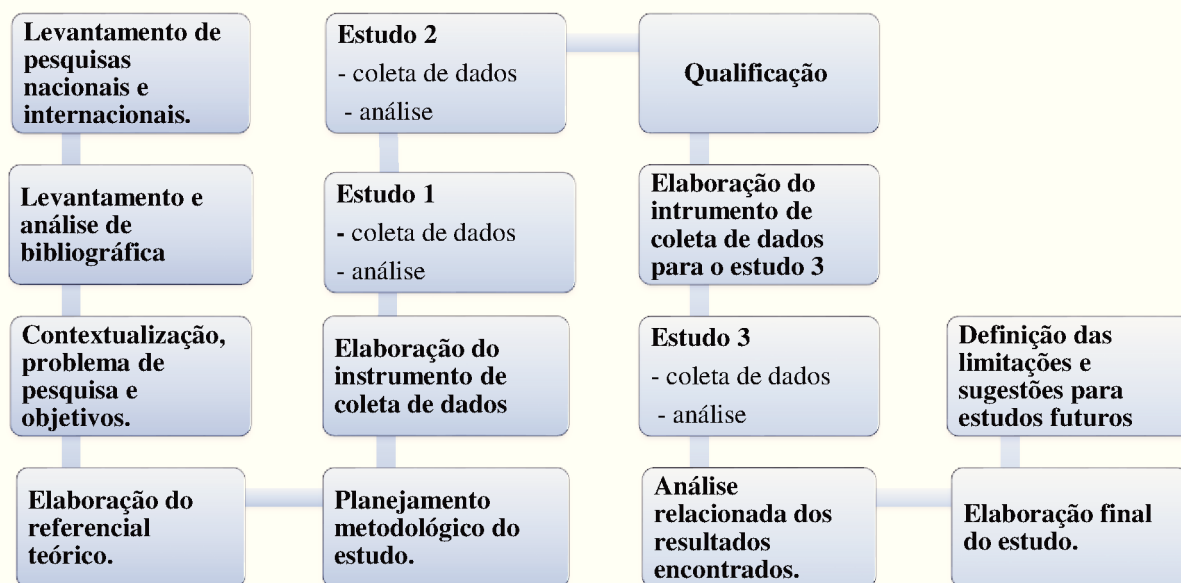 Levantamento de
pesquisas
nacionais e
internacionais.
Levantamento e
análise de
bibliográfica
Contextualização,
problema de
pesquisa e
objetivos.
Elaboração do
referencial
teórico.
Planejamento
metodológico do
estudo.
Elaboração do
instrumento de
coleta de dados
Estudo 1
- coleta de dados
- análise
Estudo 2
- coleta de dados
- análise
Qualificação
Elaboração do
intrumento de
coleta de dados
para o estudo 3
Estudo 3
- coleta de dados
- análise
Análise
relacionada dos
resultados
encontrados.
Elaboração final
do estudo.
Definição das
limitações e
sugestões para
estudos futuros